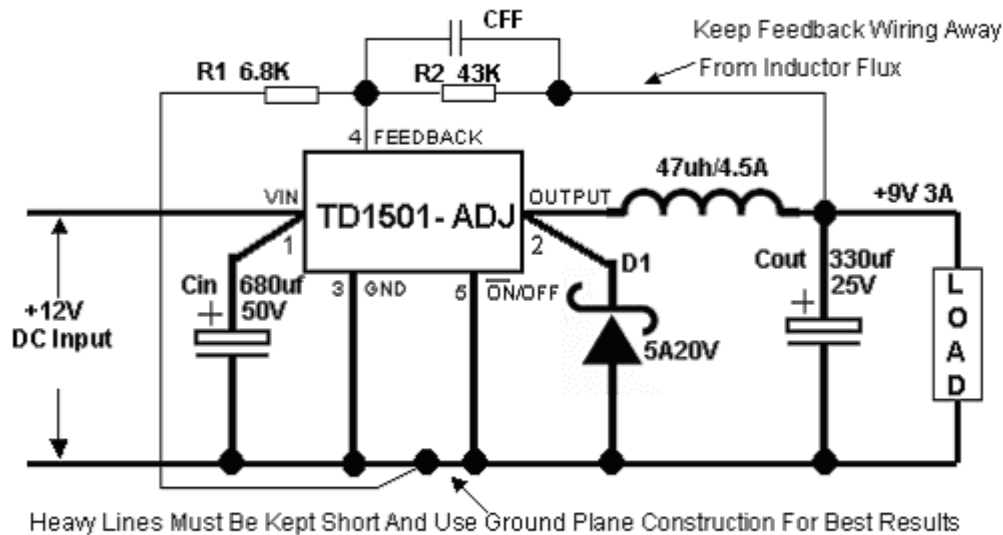 CFF
Keep Feedback Wiring Away
From Inductor Flux
R1 6.8K
R2 43K
4 FEEDBACK
47uh/4.5A
VIN
TD1501-ADJ
OUTPUT
+9V 3A
1
2
D1
Cin
680uf
50V
+
3 GND
5 ON/OFF
Cout
330uf
25V
+
LOAD
+12V
DC Input
5A20V
Heavy Lines Must Be Kept Short And Use Ground Plane Construction For Best Results